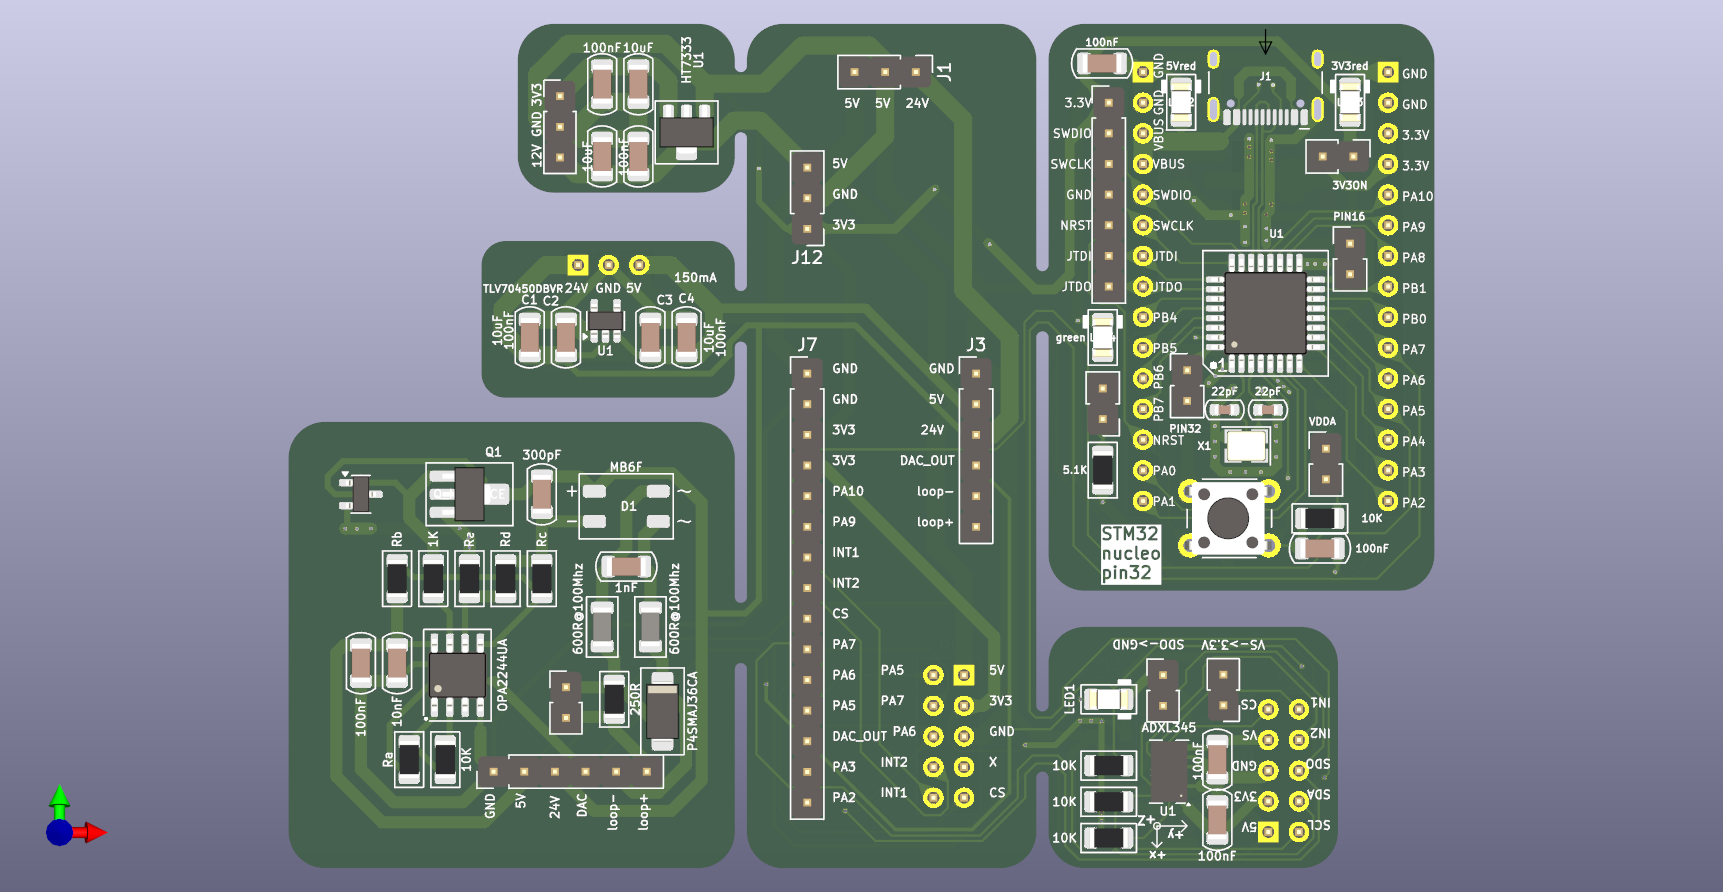 100nF
10uF
HT7333
U1
3V3
GND
12V
10uF
100nF
J1
5V
5V
24V
5V
GND
3V3
J12
150mA
TLV70450DBVR
24V
GND
5V
C1
C2
C3
C4
10uF
100nF
10uF
100nF
U1
J7
GND
GND
3V3
3V3
PA10
PA9
INT1
INT2
CS
PA7
PA6
PA5
DAC_OUT
PA3
PA2
J3
GND
5V
24V
DAC_OUT
loop-
loop+
PA5
5V
PA7
3V3
PA6
GND
INT2
X
INT1
CS
Q1
CE
300pF
MB6F
+
~
D1
−
~
Rb
1K
Re
Rd
Rc
1nF
600R@100Mhz
600R@100Mhz
OPA2244UA
100nF
10nF
250R
P4SMAJ36CA
Ra
10K
GND
5V
24V
DAC
loop-
loop+
100nF
3.3V
SWDIO
SWCLK
GND
NRST
JTDI
JTDO
GND
GND
VBUS
VBUS
SWDIO
SWCLK
JTDI
JTDO
PB4
PB5
PB6
PB7
NRST
PA0
PA1
5Vred
J1
3V3red
3V3ON
PIN16
U1
GND
GND
3.3V
3.3V
PA10
PA9
PA8
PB1
PB0
PA7
PA6
PA5
PA4
PA3
PA2
green
1
22pF
22pF
PIN32
X1
VDDA
5.1K
10K
100nF
STM32
nucleo
pin32
SDO->GND
VS->3.3V
LED1
ADXL345
100nF
10K
10K
10K
U1
Z+
y+
x+
100nF
CS
INT1
VS
INT2
GND
SDO
3V3
SDA
5V
SCL